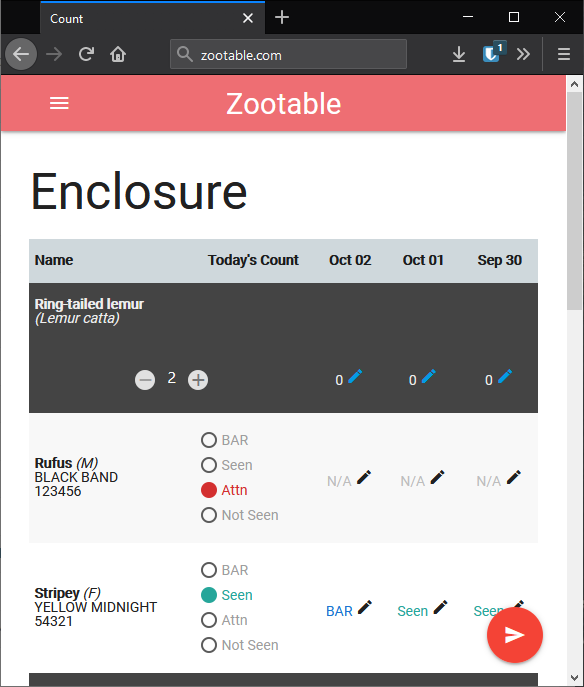 Count
zootable.com
1
Zootable
Enclosure
Name Today's Count Oct 02 Oct 01 Sep 30
Ring-tailed lemur
(Lemur catta)
2 0 0 0
BAR
Seen
Attn
Not Seen
Rufus (M)
BLACK BAND
123456
N/A N/A N/A
BAR
Seen
Attn
Not Seen
Stripey (F)
YELLOW MIDNIGHT
54321
BAR Seen Seen